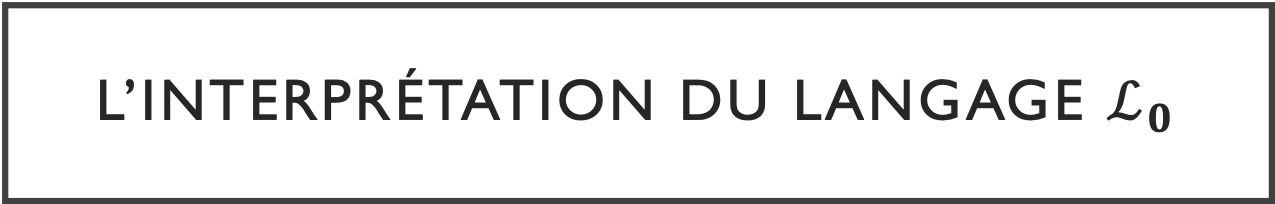 L’INTERPRÉTATION DU LANGAGE ℒ₀